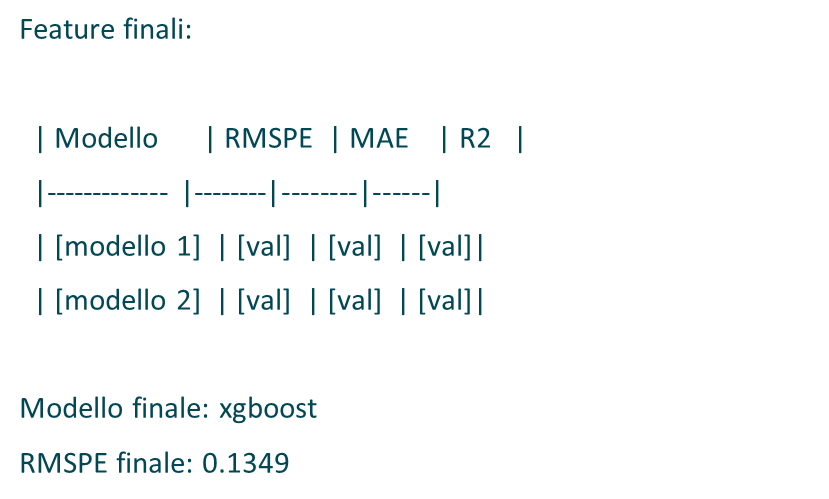 Feature finali:
| Modello | RMSPE | MAE | R2 |
|------------- |--------|--------|------|
| [modello 1] | [val] | [val] | [val]|
| [modello 2] | [val] | [val] | [val]|
Modello finale: xgboost
RMSPE finale: 0.1349